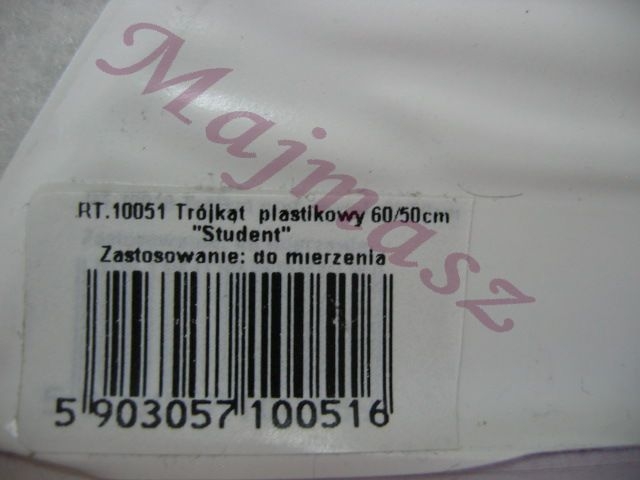 Majmasz
RT.10051 Trójkąt plastikowy 60/50cm
"Student"
Zastosowanie: do mierzenia
5 903057 100516